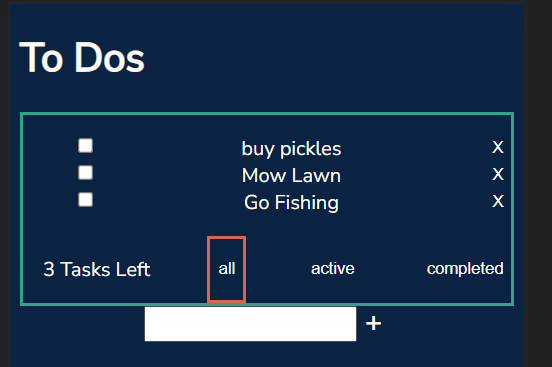 To Dos
buy pickles X
Mow Lawn X
Go Fishing X
3 Tasks Left all active completed
+